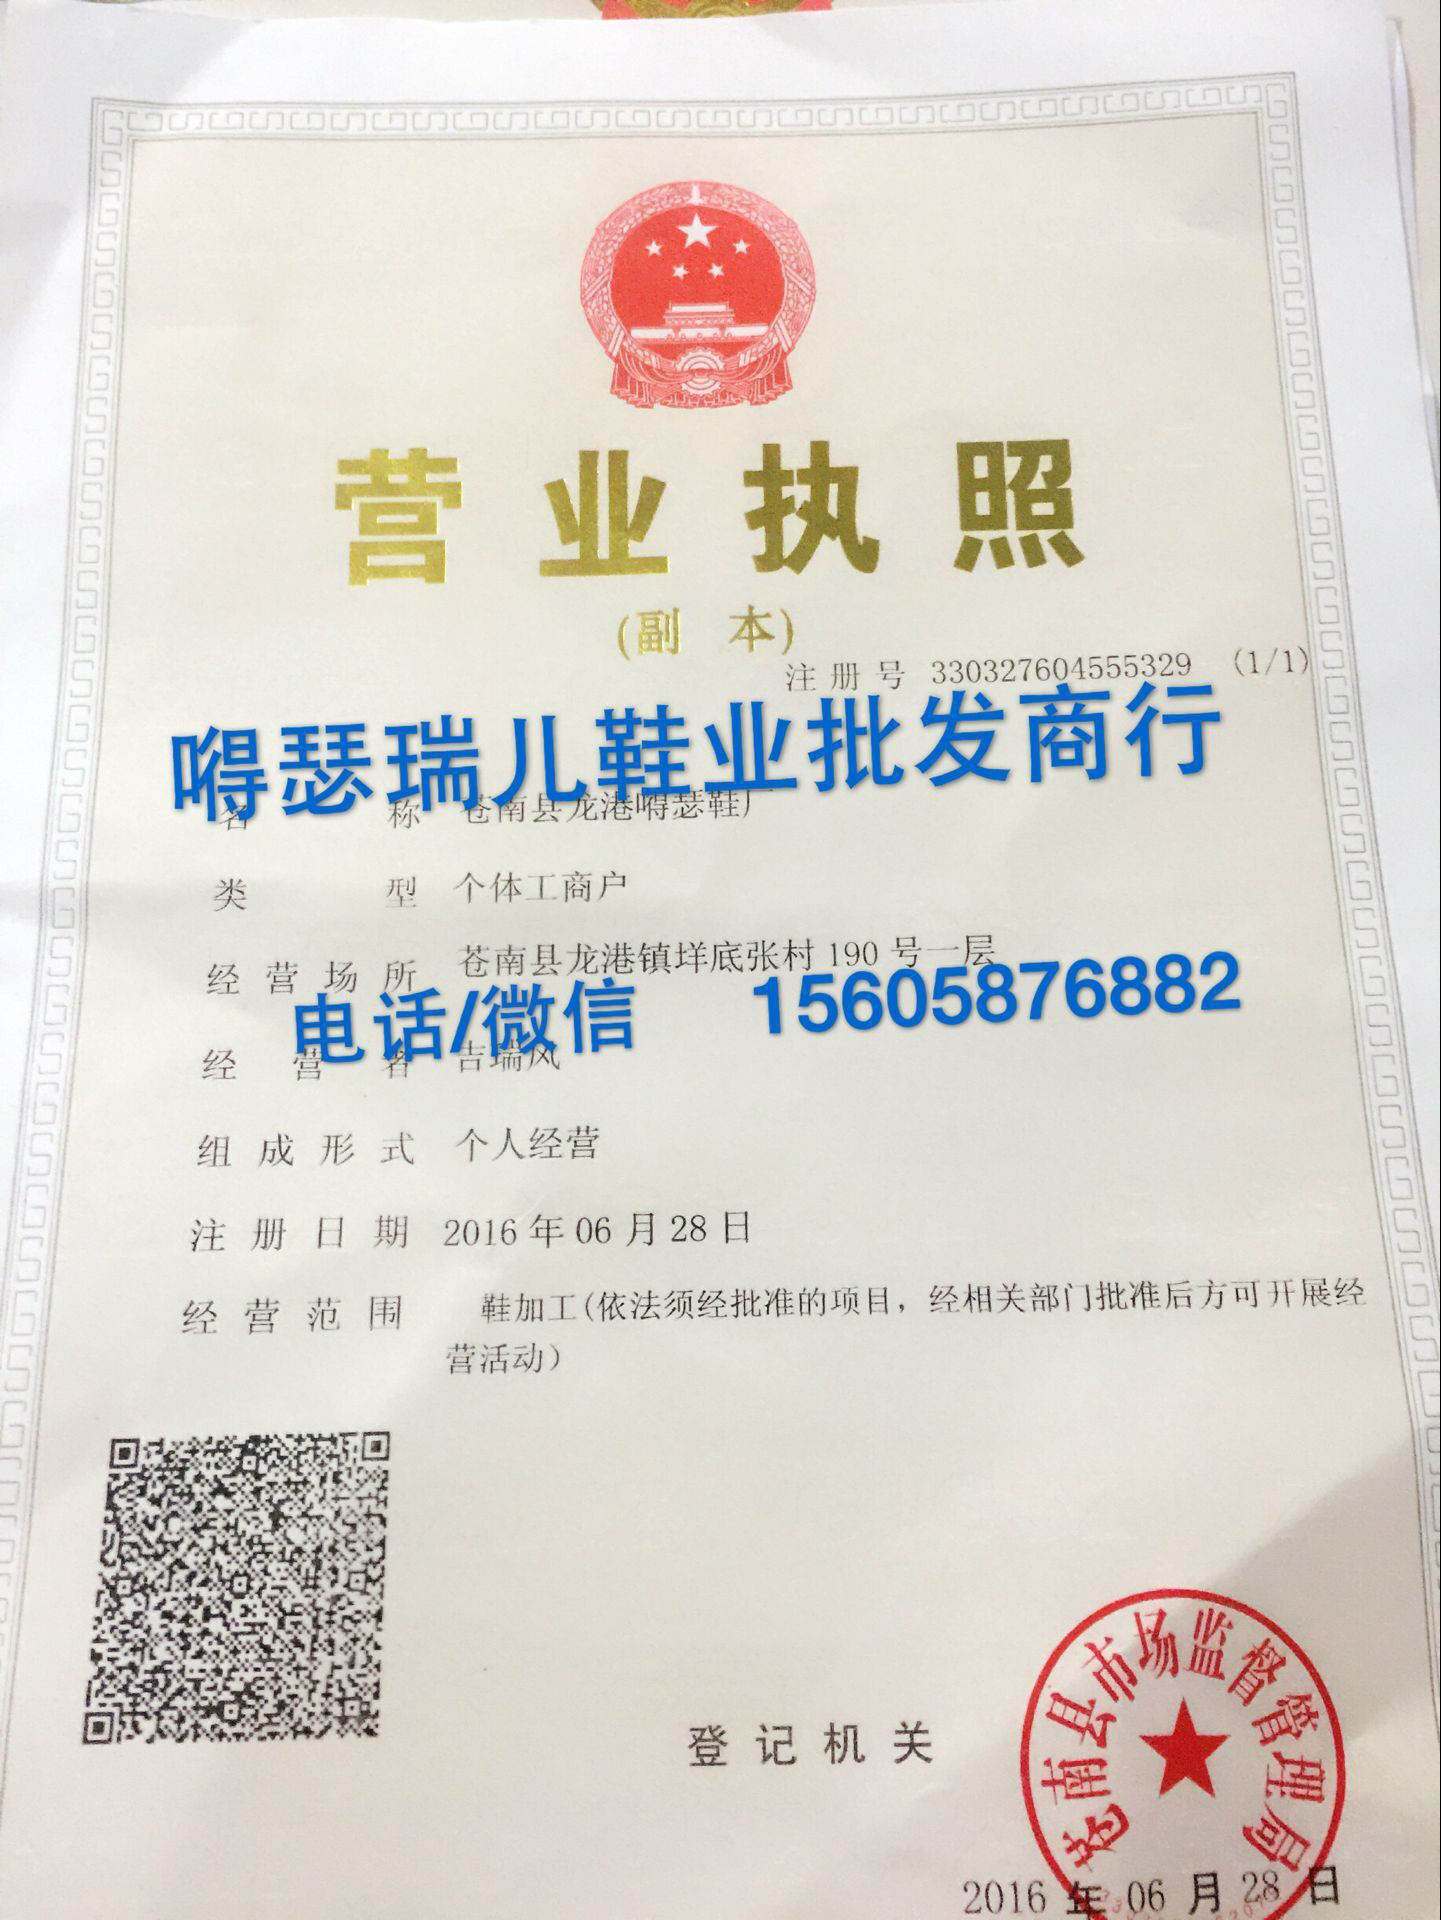 营业执照
(副 本)
注册号 330327604555329 (1/1)
嘚瑟瑞儿鞋业批发商行
名 称 苍南县龙港嘚瑟鞋厂
类 型 个体工商户
经营场所 苍南县龙港镇垟底张村190号一层
电话/微信 15605876882
经营者 吉瑞风
组成形式 个人经营
注册日期 2016年06月28日
经营范围 鞋加工(依法须经批准的项目，经相关部门批准后方可开展经
营活动)
登记机关
苍南县市场监督管理局
2016年06月28日